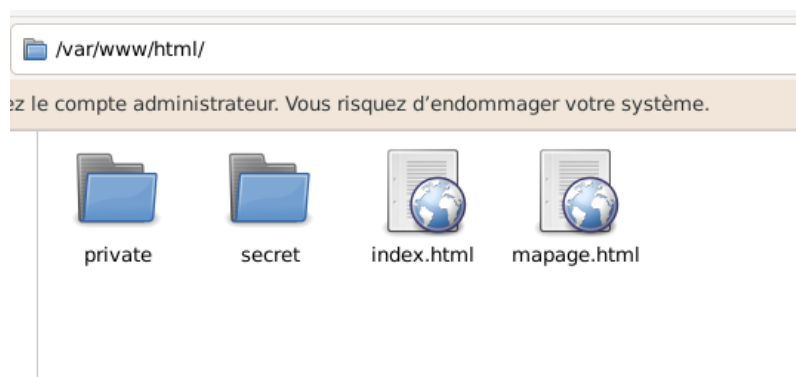 /var/www/html/
ez le compte administrateur. Vous risquez d’endommager votre système.
private secret index.html mapage.html